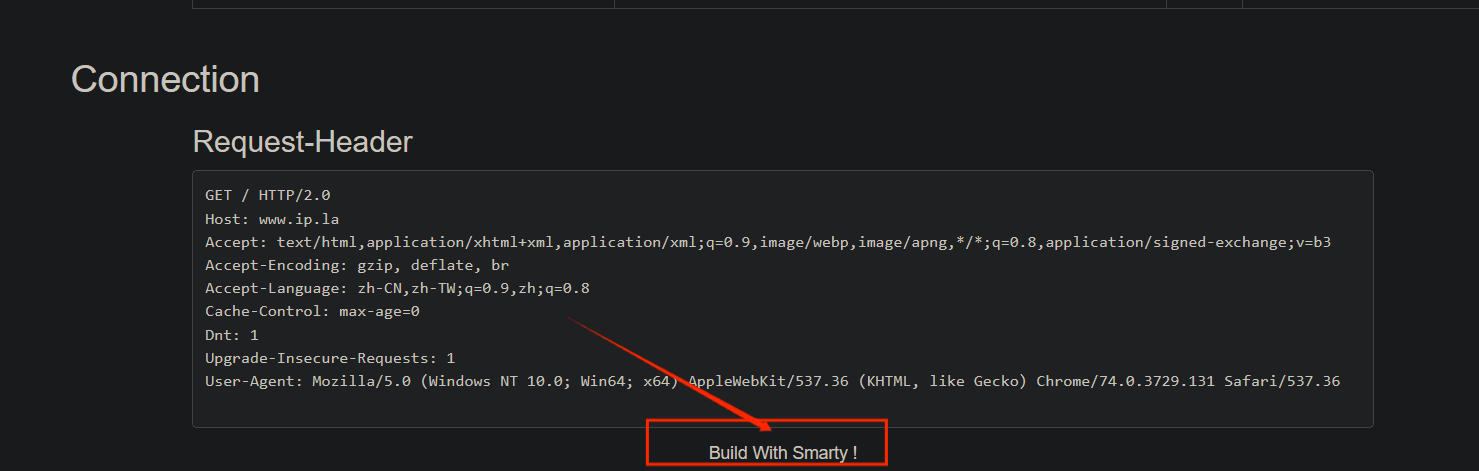 Connection
Request-Header
GET / HTTP/2.0
Host: www.ip.la
Accept: text/html,application/xhtml+xml,application/xml;q=0.9,image/webp,image/apng,*/*;q=0.8,application/signed-exchange;v=b3
Accept-Encoding: gzip, deflate, br
Accept-Language: zh-CN,zh-TW;q=0.9,zh;q=0.8
Cache-Control: max-age=0
Dnt: 1
Upgrade-Insecure-Requests: 1
User-Agent: Mozilla/5.0 (Windows NT 10.0; Win64; x64) AppleWebKit/537.36 (KHTML, like Gecko) Chrome/74.0.3729.131 Safari/537.36
Build With Smarty !